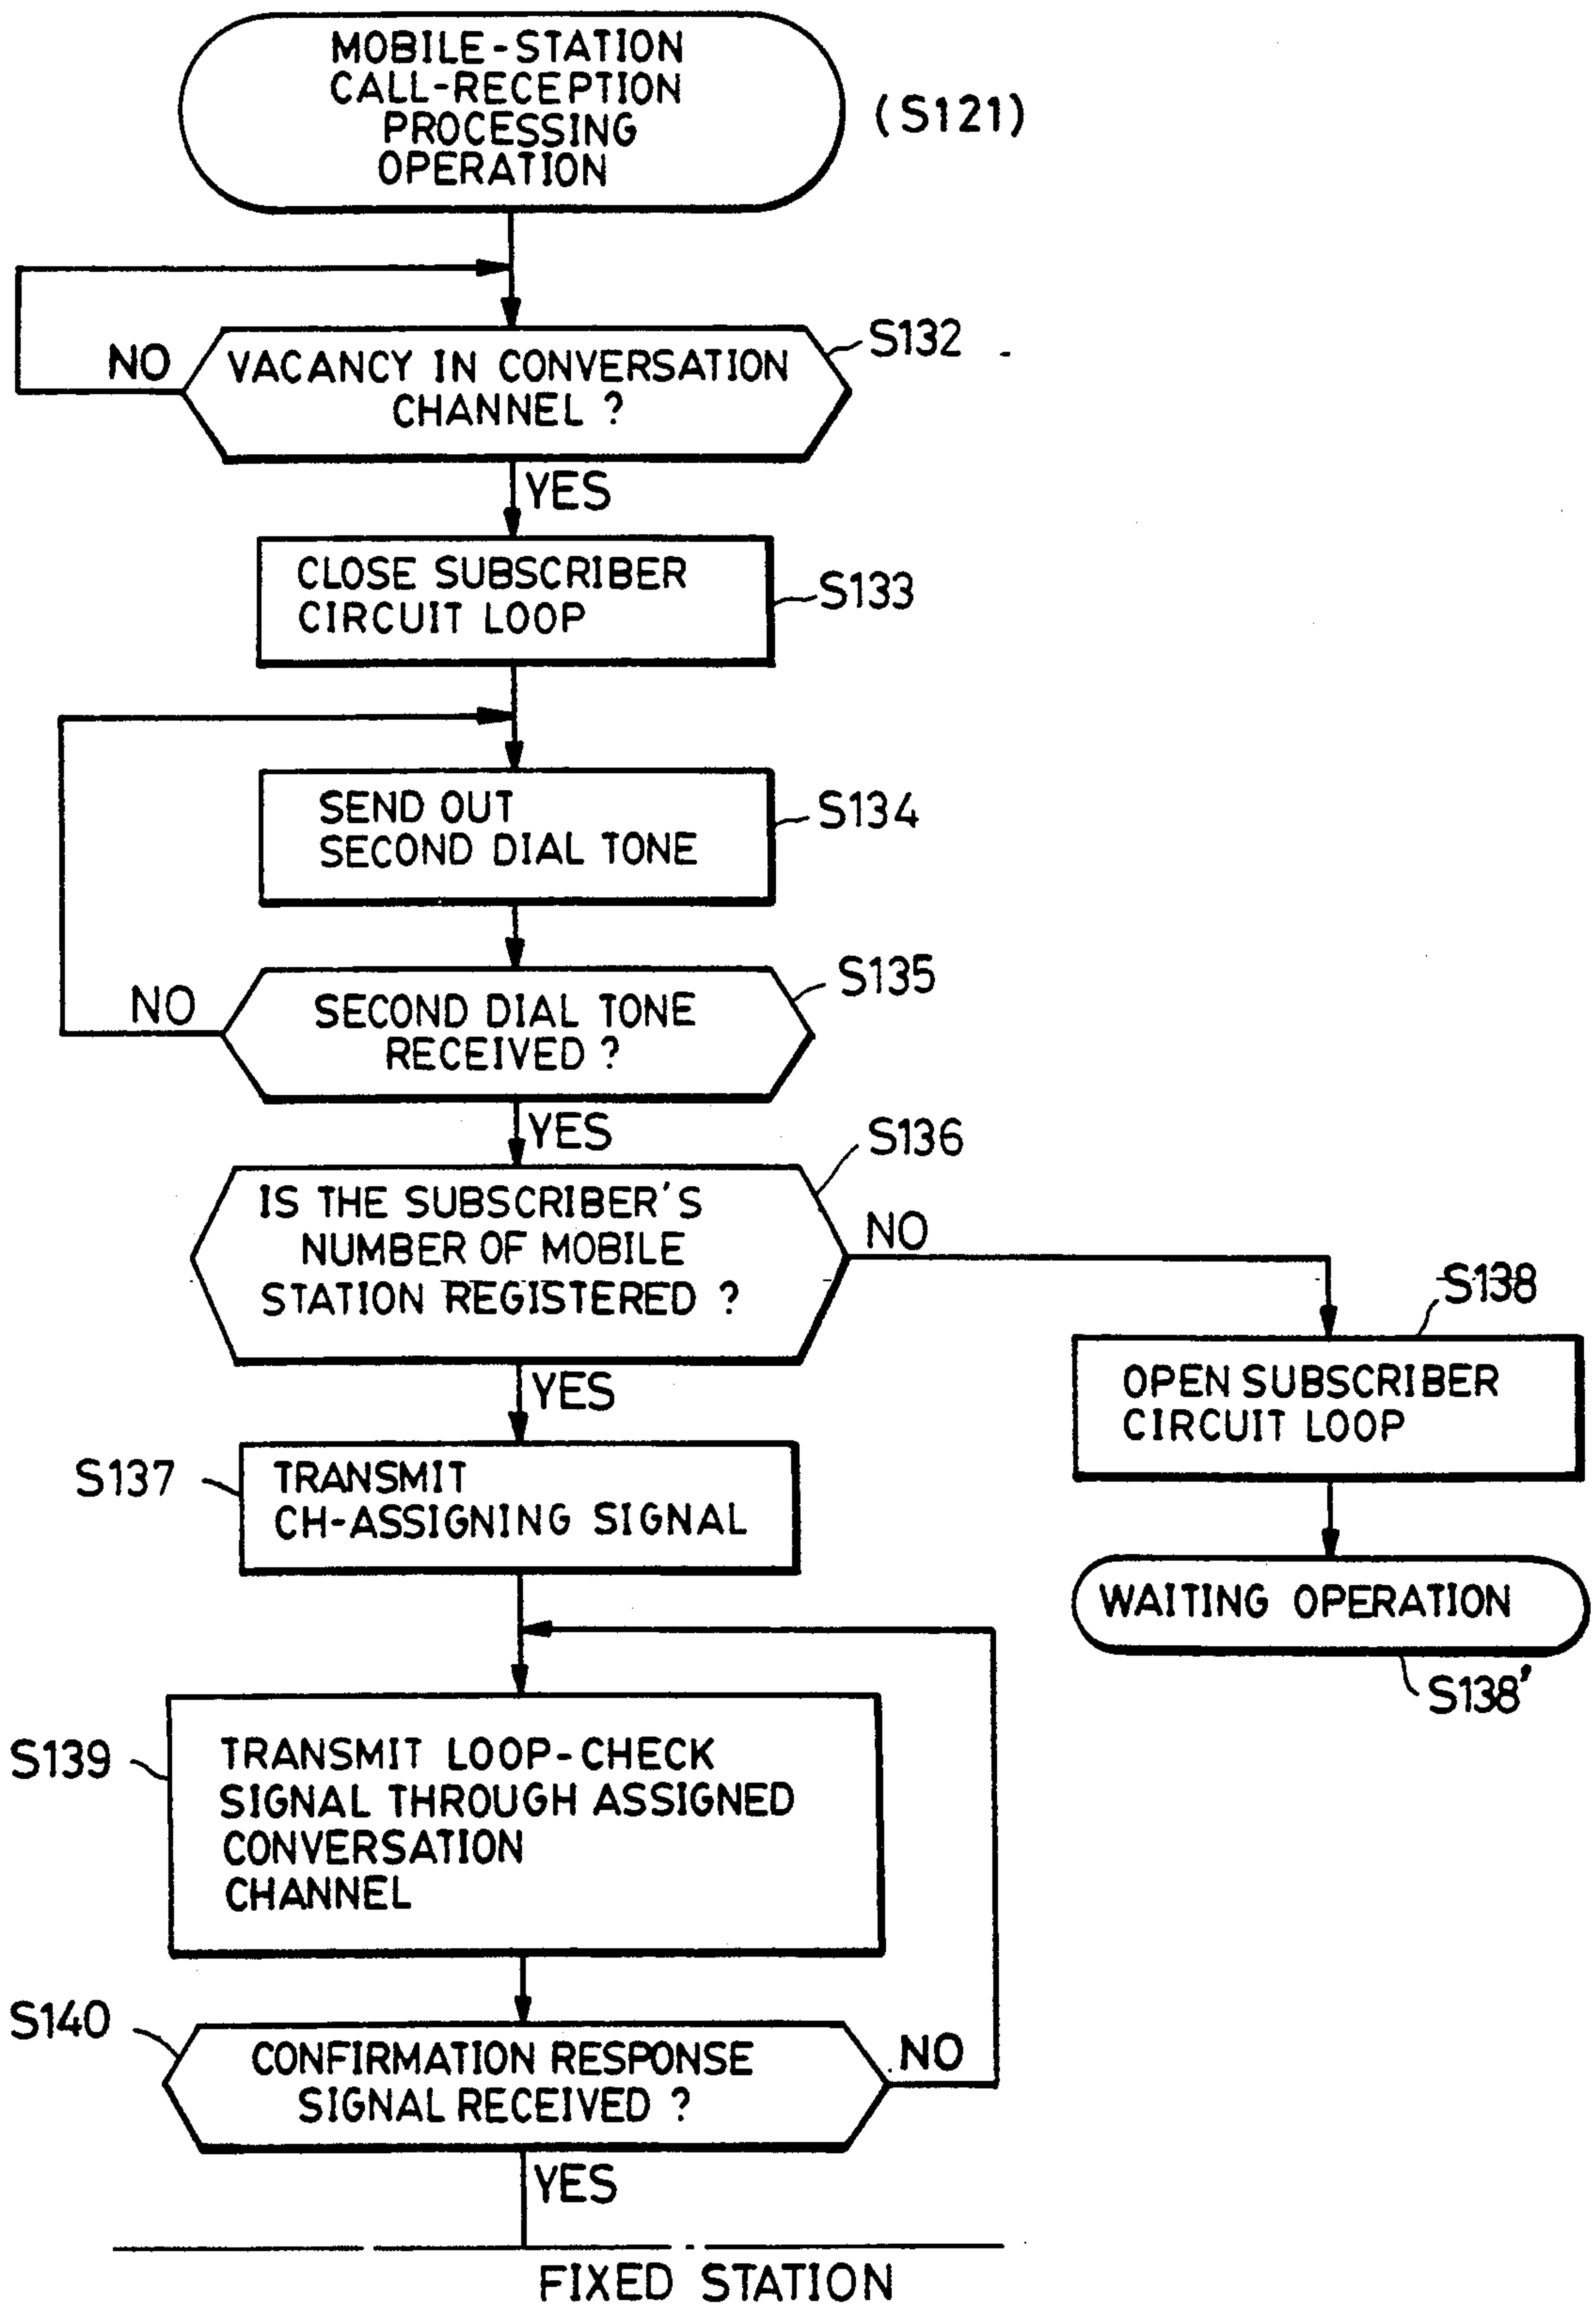 MOBILE-STATION
CALL-RECEPTION
PROCESSING
OPERATION
(S121)
S132
NO
VACANCY IN CONVERSATION
CHANNEL ?
YES
CLOSE SUBSCRIBER
CIRCUIT LOOP
S133
SEND OUT
SECOND DIAL TONE
S134
S135
NO
SECOND DIAL TONE
RECEIVED ?
YES
S136
IS THE SUBSCRIBER'S
NUMBER OF MOBILE
STATION REGISTERED ?
NO
S138
YES
OPEN SUBSCRIBER
CIRCUIT LOOP
S137
TRANSMIT
CH-ASSIGNING SIGNAL
WAITING OPERATION
S138'
S139
TRANSMIT LOOP-CHECK
SIGNAL THROUGH ASSIGNED
CONVERSATION
CHANNEL
S140
CONFIRMATION RESPONSE
SIGNAL RECEIVED ?
NO
YES
FIXED STATION